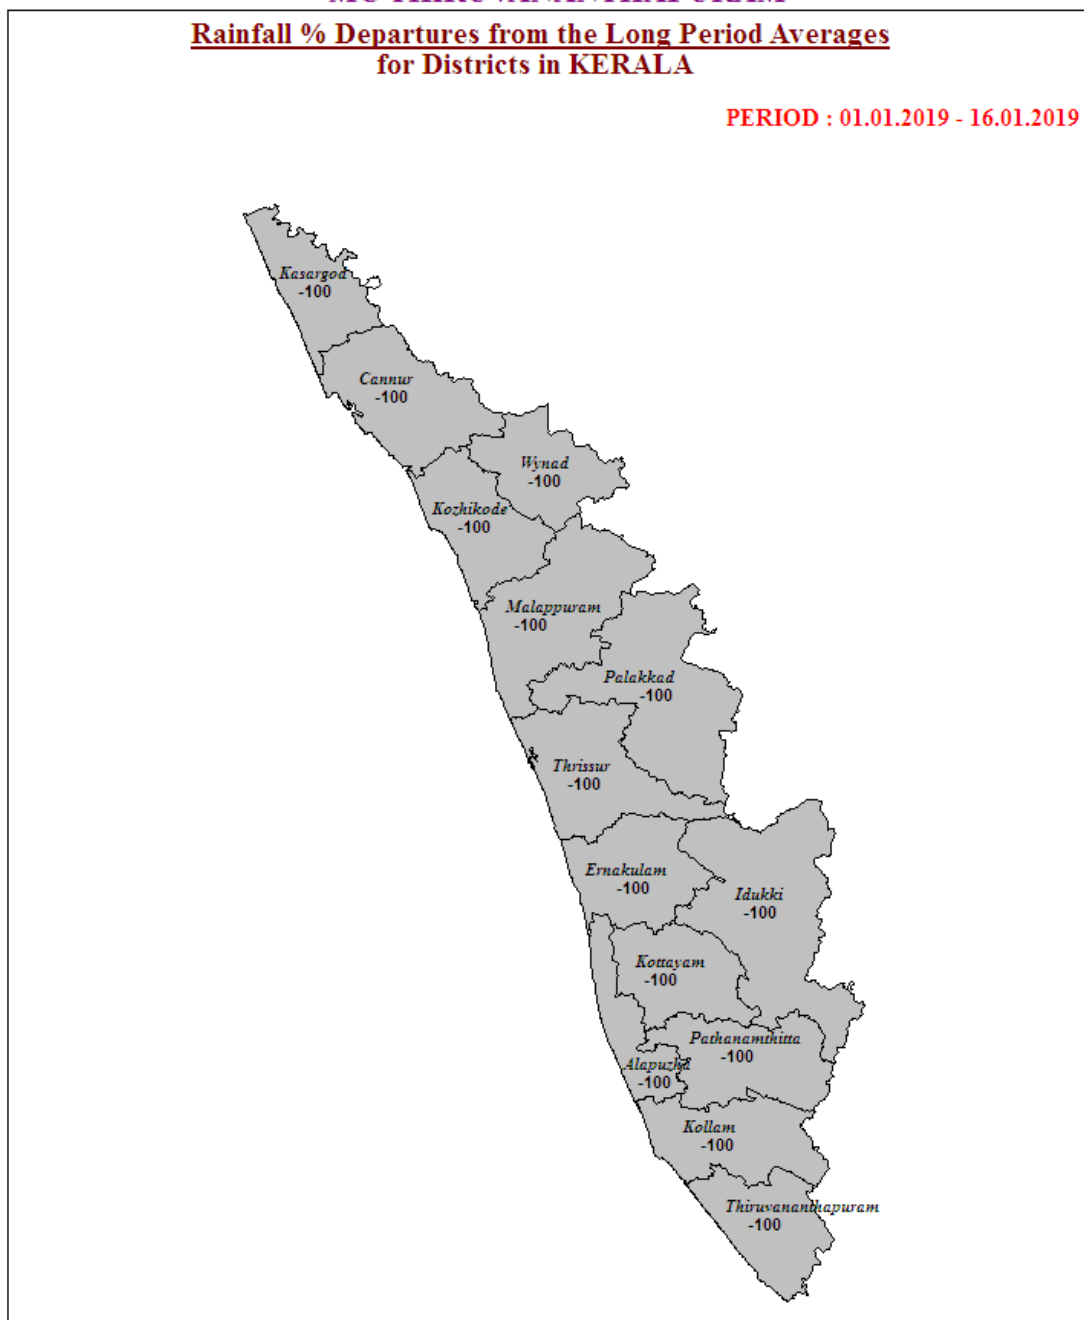 MC THIRUVANANTHAPURAM
Rainfall % Departures from the Long Period Averages
for Districts in KERALA
PERIOD : 01.01.2019 - 16.01.2019
Kasargod
-100
Cannur
-100
Wynad
-100
Kozhikode
-100
Malappuram
-100
Palakkad
-100
Thrissur
-100
Ernakulam
-100
Idukki
-100
Kottayam
-100
Pathanamthitta
-100
Alapuzha
-100
Kollam
-100
Thiruvananthapuram
-100